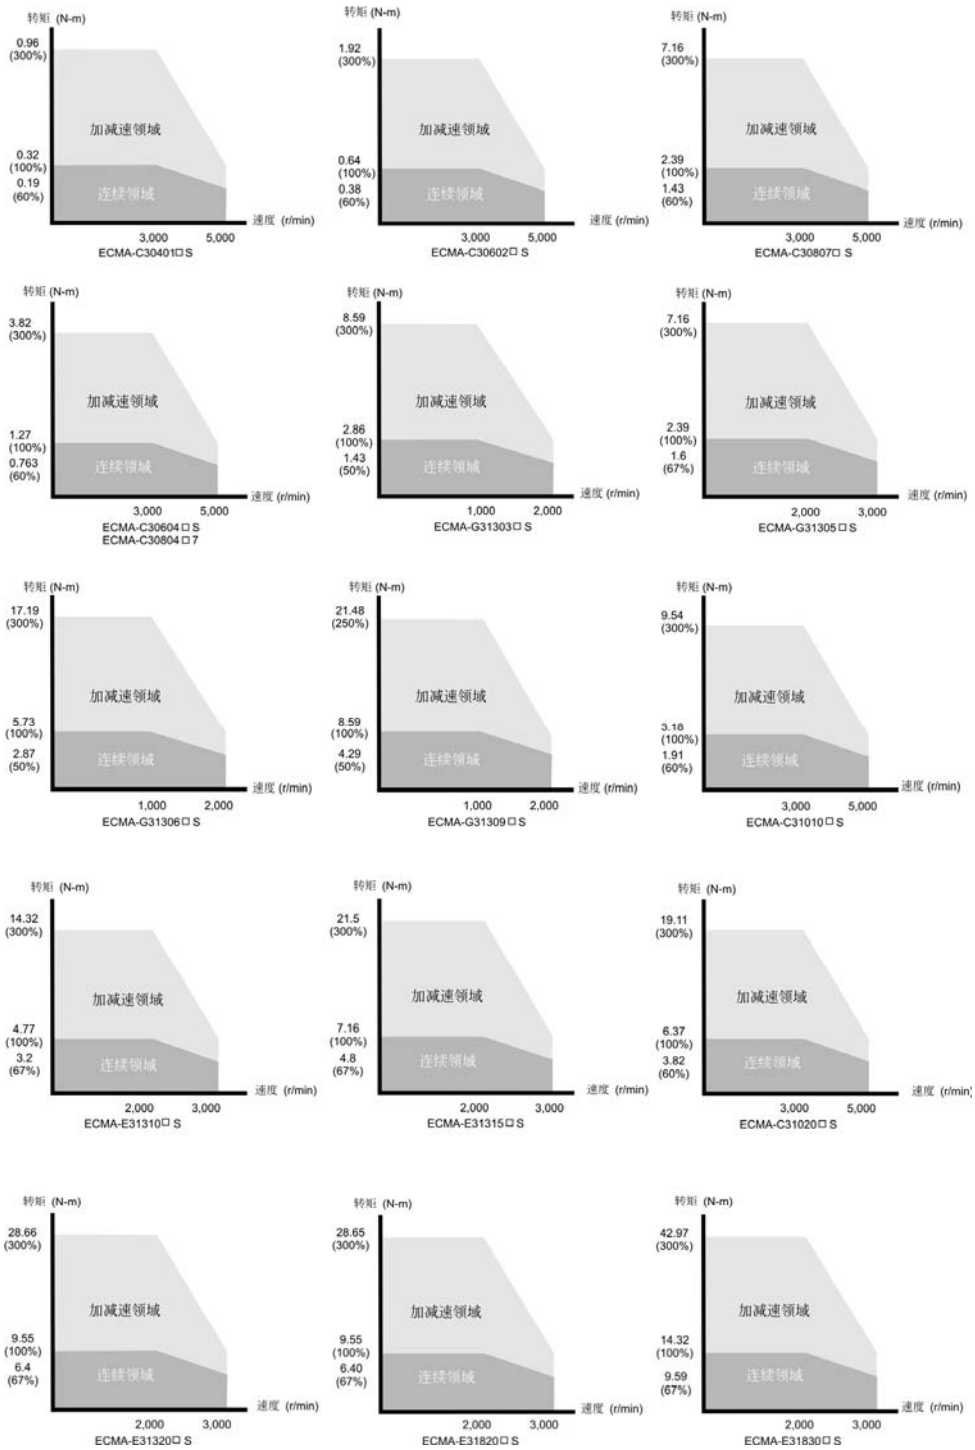 转矩 (N-m)
0.96
(300%)
加减速领域
0.32
(100%)
0.19
(60%)
连续领域
速度 (r/min)
3,000 5,000
ECMA-C30401□ S
转矩 (N-m)
1.92
(300%)
加减速领域
0.64
(100%)
0.38
(60%)
连续领域
速度 (r/min)
3,000 5,000
ECMA-C30602□ S
转矩 (N-m)
7.16
(300%)
加减速领域
2.39
(100%)
1.43
(60%)
连续领域
速度 (r/min)
3,000 5,000
ECMA-C30807□ S
转矩 (N-m)
3.82
(300%)
加减速领域
1.27
(100%)
0.763
(60%)
连续领域
速度 (r/min)
3,000 5,000
ECMA-C30604□ S
ECMA-C30804□ 7
转矩 (N-m)
8.59
(300%)
加减速领域
2.86
(100%)
1.43
(50%)
连续领域
速度 (r/min)
1,000 2,000
ECMA-G31303□ S
转矩 (N-m)
7.16
(300%)
加减速领域
2.39
(100%)
1.6
(67%)
连续领域
速度 (r/min)
2,000 3,000
ECMA-G31305□ S
转矩 (N-m)
17.19
(300%)
加减速领域
5.73
(100%)
2.87
(50%)
连续领域
速度 (r/min)
1,000 2,000
ECMA-G31306□ S
转矩 (N-m)
21.48
(250%)
加减速领域
8.59
(100%)
4.29
(50%)
连续领域
速度 (r/min)
1,000 2,000
ECMA-G31309□ S
转矩 (N-m)
9.54
(300%)
加减速领域
3.18
(100%)
1.91
(60%)
连续领域
速度 (r/min)
3,000 5,000
ECMA-C31010□ S
转矩 (N-m)
14.32
(300%)
加减速领域
4.77
(100%)
3.2
(67%)
连续领域
速度 (r/min)
2,000 3,000
ECMA-E31310□ S
转矩 (N-m)
21.5
(300%)
加减速领域
7.16
(100%)
4.8
(67%)
连续领域
速度 (r/min)
2,000 3,000
ECMA-E31315□ S
转矩 (N-m)
19.11
(300%)
加减速领域
6.37
(100%)
3.82
(60%)
连续领域
速度 (r/min)
3,000 5,000
ECMA-C31020□ S
转矩 (N-m)
28.66
(300%)
加减速领域
9.55
(100%)
6.4
(67%)
连续领域
速度 (r/min)
2,000 3,000
ECMA-E31320□ S
转矩 (N-m)
28.65
(300%)
加减速领域
9.55
(100%)
6.40
(67%)
连续领域
速度 (r/min)
2,000 3,000
ECMA-E31820□ S
转矩 (N-m)
42.97
(300%)
加减速领域
14.32
(100%)
9.59
(67%)
连续领域
速度 (r/min)
2,000 3,000
ECMA-E31830□ S